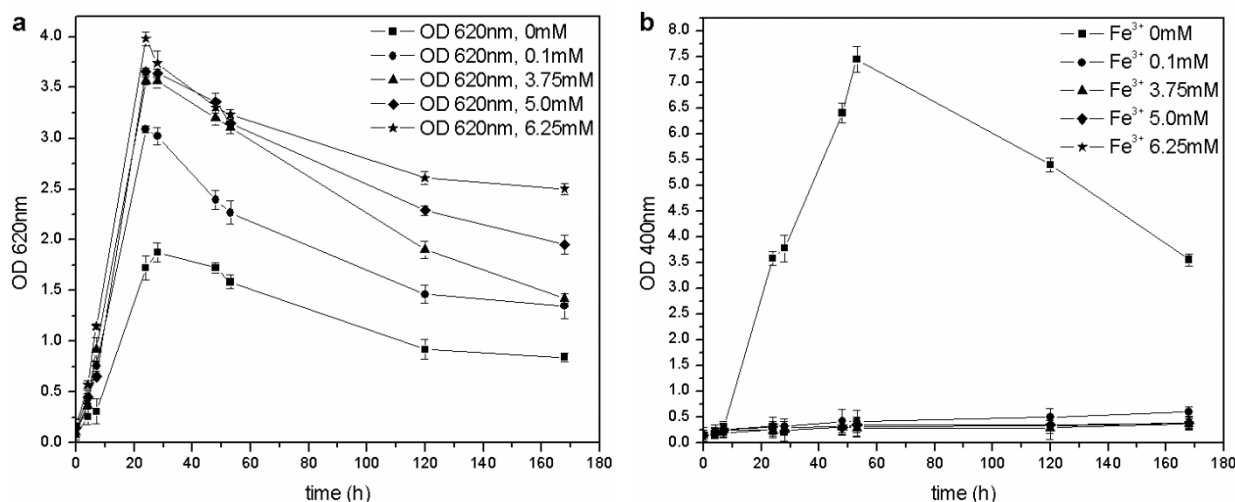 a
OD 620nm, 0mM
OD 620nm, 0.1mM
OD 620nm, 3.75mM
OD 620nm, 5.0mM
OD 620nm, 6.25mM
OD 620nm
4.0
3.5
3.0
2.5
2.0
1.5
1.0
0.5
0.0
0 20 40 60 80 100 120 140 160 180
time (h)
b
Fe³⁺ 0mM
Fe³⁺ 0.1mM
Fe³⁺ 3.75mM
Fe³⁺ 5.0mM
Fe³⁺ 6.25mM
OD 400nm
8.0
7.5
7.0
6.5
6.0
5.5
5.0
4.5
4.0
3.5
3.0
2.5
2.0
1.5
1.0
0.5
0.0
0 20 40 60 80 100 120 140 160 180
time (h)